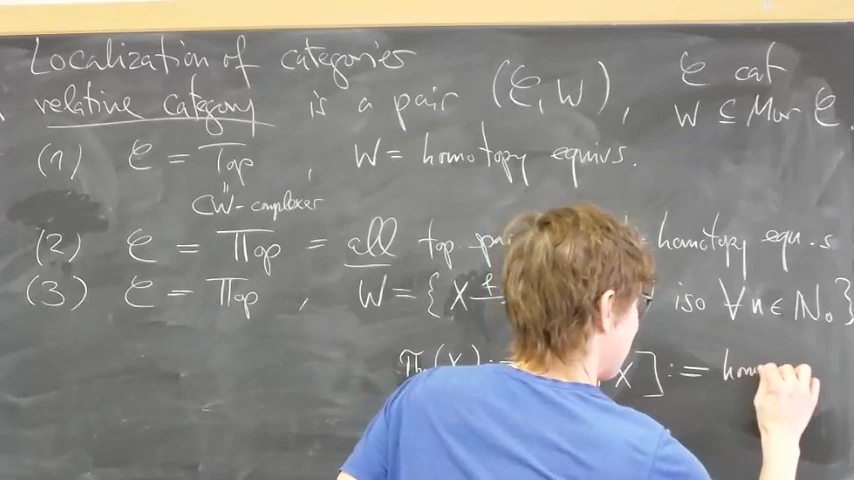 Localization of categories
relative category is a pair (C, W), C cat
W ⊆ Mor C.
(1) C = Top, W = homotopy equivs.
CW-complexes
(2) C = Top = all top. homotopy equ.s
(3) C = Top, W = {X iso ∀n ∈ N₀}
(X) := X] := hom